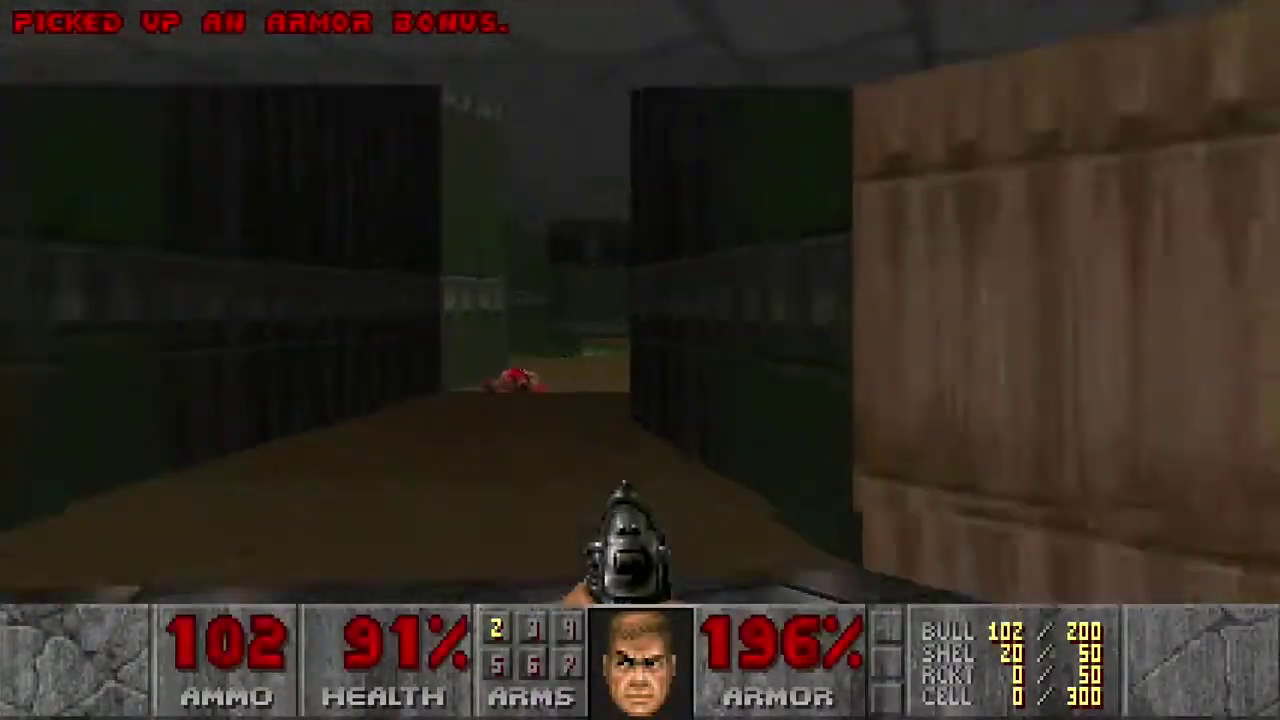 PICKED UP AN ARMOR BONUS.
102 91% 2 3 4 196% BULL 102 / 200
5 6 7 SHEL 20 / 50
RCKT 0 / 50
AMMO HEALTH ARMS ARMOR CELL 0 / 300